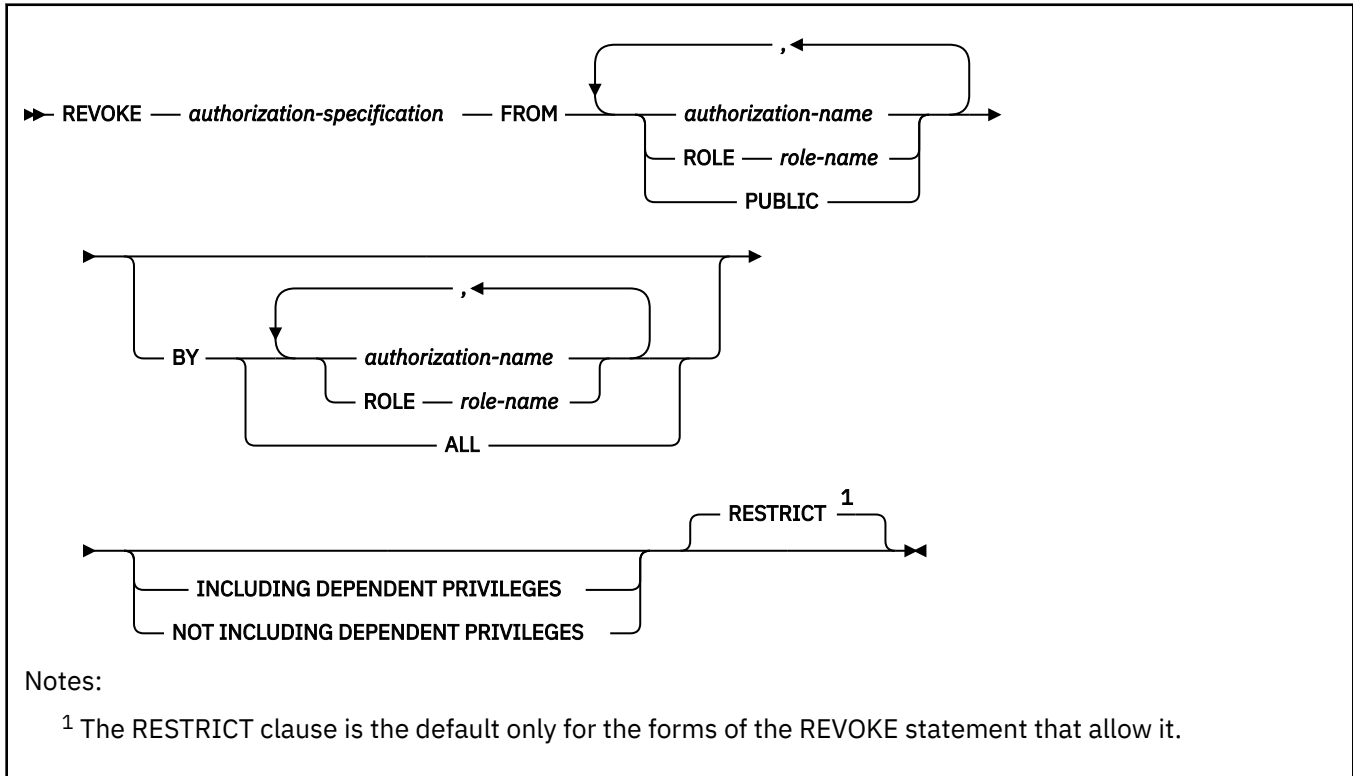 ,
REVOKE authorization-specification FROM authorization-name
ROLE role-name
PUBLIC
,
BY authorization-name
ROLE role-name
ALL
RESTRICT 1
INCLUDING DEPENDENT PRIVILEGES
NOT INCLUDING DEPENDENT PRIVILEGES
Notes:
1 The RESTRICT clause is the default only for the forms of the REVOKE statement that allow it.